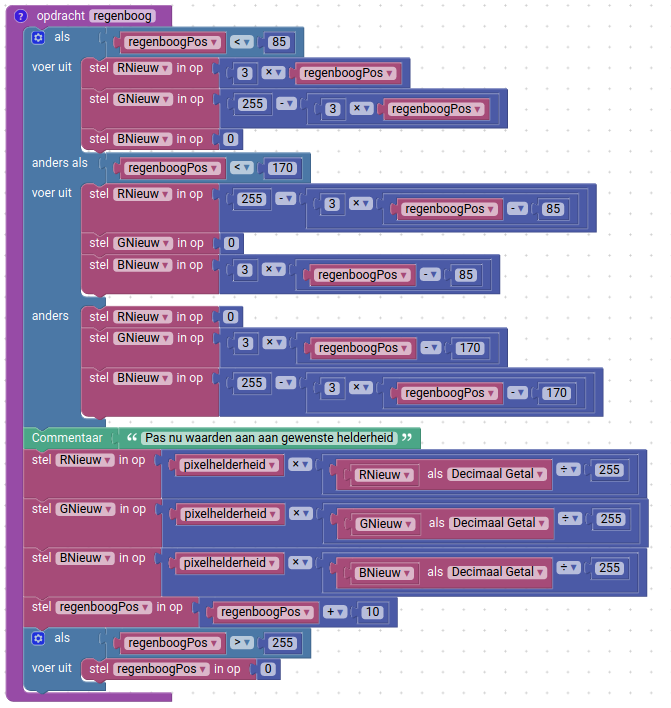 ? opdracht regenboog
als regenboogPos ▾ < ▾ 85
voer uit stel RNieuw ▾ in op 3 × ▾ regenboogPos ▾
stel GNieuw ▾ in op 255 - ▾ 3 × ▾ regenboogPos ▾
stel BNieuw ▾ in op 0
anders als regenboogPos ▾ < ▾ 170
voer uit stel RNieuw ▾ in op 255 - ▾ 3 × ▾ regenboogPos ▾ - ▾ 85
stel GNieuw ▾ in op 0
stel BNieuw ▾ in op 3 × ▾ regenboogPos ▾ - ▾ 85
anders stel RNieuw ▾ in op 0
stel GNieuw ▾ in op 3 × ▾ regenboogPos ▾ - ▾ 170
stel BNieuw ▾ in op 255 - ▾ 3 × ▾ regenboogPos ▾ - ▾ 170
Commentaar “ Pas nu waarden aan aan gewenste helderheid ”
stel RNieuw ▾ in op pixelhelderheid ▾ × ▾ RNieuw ▾ als Decimaal Getal ▾ ÷ ▾ 255
stel GNieuw ▾ in op pixelhelderheid ▾ × ▾ GNieuw ▾ als Decimaal Getal ▾ ÷ ▾ 255
stel BNieuw ▾ in op pixelhelderheid ▾ × ▾ BNieuw ▾ als Decimaal Getal ▾ ÷ ▾ 255
stel regenboogPos ▾ in op regenboogPos ▾ + ▾ 10
als regenboogPos ▾ > ▾ 255
voer uit stel regenboogPos ▾ in op 0